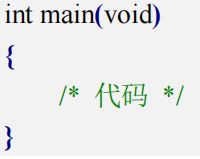 int main(void)
{
/* 代码 */
}